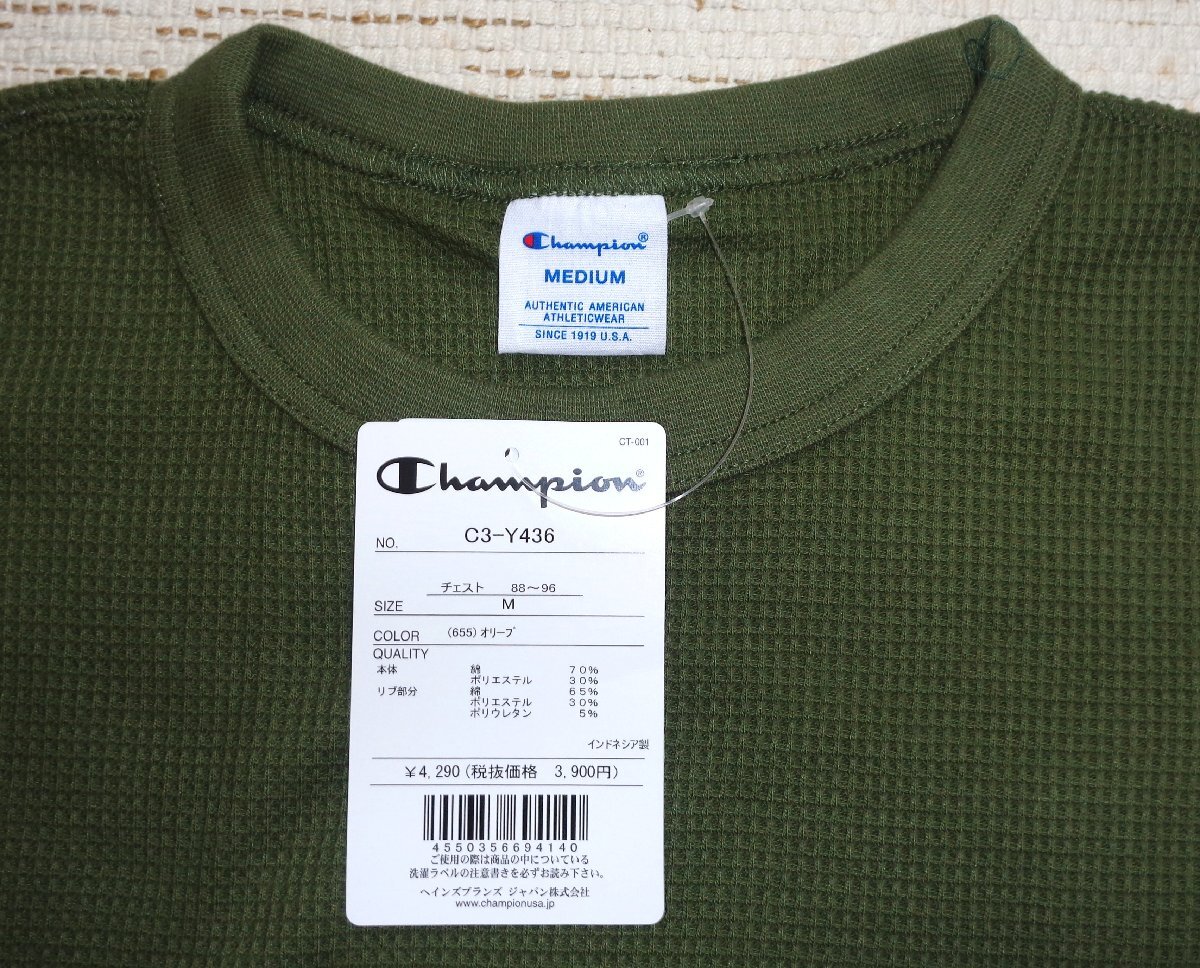 Champion®
MEDIUM
AUTHENTIC AMERICAN
ATHLETICWEAR
SINCE 1919 U.S.A.
CT-001
Champion®
NO. C3-Y436
チェスト 88～96
SIZE M
COLOR (655)オリーブ
QUALITY
本体 綿 70%
ポリエステル 30%
リブ部分 綿 65%
ポリエステル 30%
ポリウレタン 5%
インドネシア製
¥4,290(税抜価格 3,900円)
4550356694140
ご使用の際は商品の中についている
洗濯ラベルの注意書きを必ずお読み下さい。
ヘインズブランズ ジャパン株式会社
www.championusa.jp